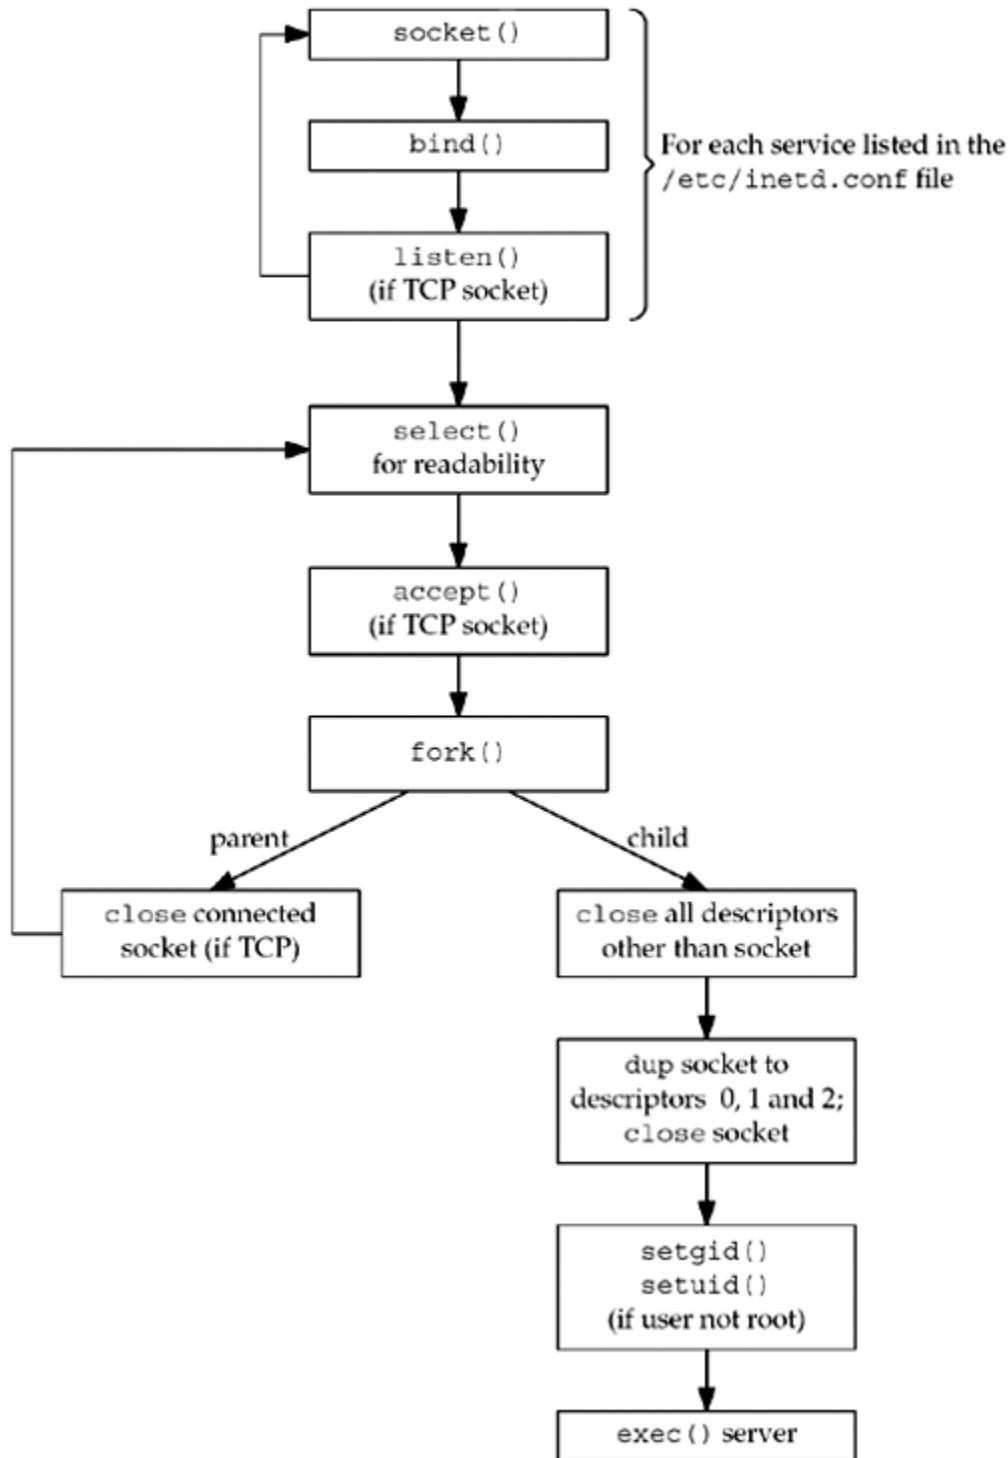 socket()
bind()
For each service listed in the
/etc/inetd.conf file
listen()
(if TCP socket)
select()
for readability
accept()
(if TCP socket)
fork()
parent
child
close connected
socket (if TCP)
close all descriptors
other than socket
dup socket to
descriptors 0, 1 and 2;
close socket
setgid()
setuid()
(if user not root)
exec() server